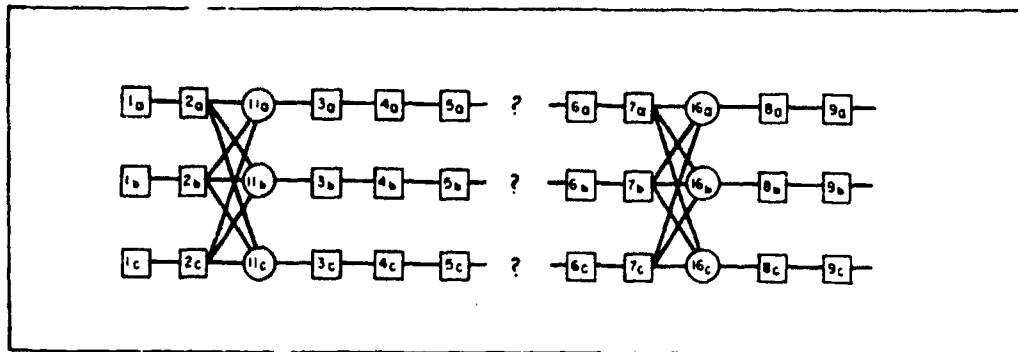 1a 2a 11a 3a 4a 5a ? 6a 7a 16a 8a 9a
1b 2b 11b 3b 4b 5b ? 6b 7b 16b 8b 9b
1c 2c 11c 3c 4c 5c ? 6c 7c 16c 8c 9c